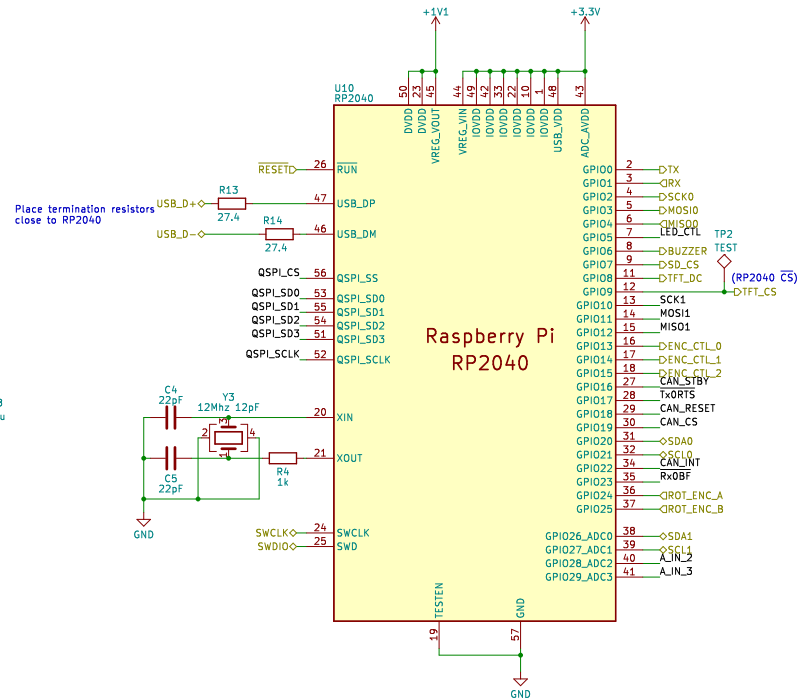 +1V1
+3.3V
U10
RP2040
50
23
45
44
49
42
33
22
10
1
48
43
DVDD
DVDD
VREG_VOUT
VREG_VIN
IOVDD
IOVDD
IOVDD
IOVDD
IOVDD
IOVDD
USB_VDD
ADC_AVDD
RESET 26 RUN
USB_D+ R13 27.4 47 USB_DP
USB_D- R14 27.4 46 USB_DM
Place termination resistors
close to RP2040
QSPI_CS 56 QSPI_SS
QSPI_SD0 53 QSPI_SD0
QSPI_SD1 55 QSPI_SD1
QSPI_SD2 54 QSPI_SD2
QSPI_SD3 51 QSPI_SD3
QSPI_SCLK 52 QSPI_SCLK
Raspberry Pi
RP2040
C4
22pF
Y3
12Mhz 12pF
3
2
4
1
20 XIN
21 XOUT
C5
22pF
R4
1k
GND
SWCLK 24 SWCLK
SWDIO 25 SWD
GPIO0 2 TX
GPIO1 3 RX
GPIO2 4 SCK0
GPIO3 5 MOSI0
GPIO4 6 MISO0
GPIO5 7 LED_CTL
GPIO6 8 BUZZER
GPIO7 9 SD_CS
GPIO8 11 TFT_DC
GPIO9 12 TFT_CS
TP2
TEST
(RP2040 CS)
GPIO10 13 SCK1
GPIO11 14 MOSI1
GPIO12 15 MISO1
GPIO13 16 ENC_CTL_0
GPIO14 17 ENC_CTL_1
GPIO15 18 ENC_CTL_2
GPIO16 27 CAN_STBY
GPIO17 28 Tx0RTS
GPIO18 29 CAN_RESET
GPIO19 30 CAN_CS
GPIO20 31 SDA0
GPIO21 32 SCL0
GPIO22 34 CAN_INT
GPIO23 35 Rx0BF
GPIO24 36 ROT_ENC_A
GPIO25 37 ROT_ENC_B
GPIO26_ADC0 38 SDA1
GPIO27_ADC1 39 SCL1
GPIO28_ADC2 40 A_IN_2
GPIO29_ADC3 41 A_IN_3
TESTEN
GND
19
57
GND